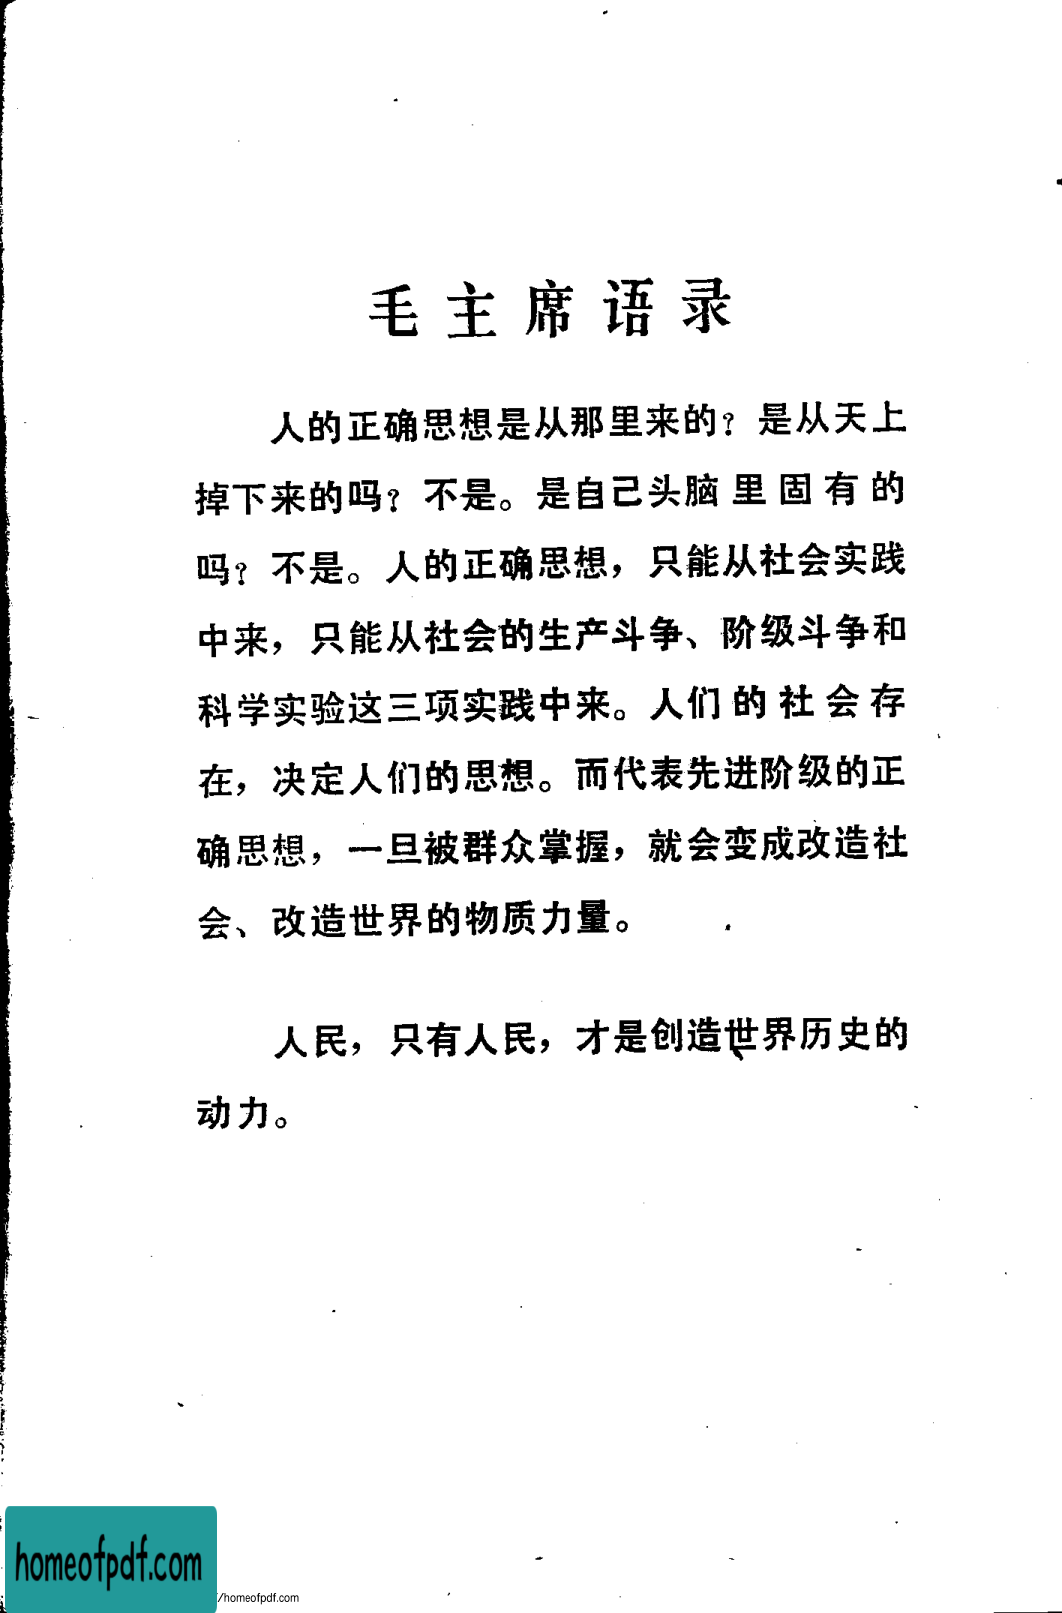 毛主席语录
人的正确思想是从那里来的？是从天上
掉下来的吗？不是。是自己头脑里固有的
吗？不是。人的正确思想，只能从社会实践
中来，只能从社会的生产斗争、阶级斗争和
科学实验这三项实践中来。人们的社会存
在，决定人们的思想。而代表先进阶级的正
确思想，一旦被群众掌握，就会变成改造社
会、改造世界的物质力量。
人民，只有人民，才是创造世界历史的
动力。
homeofpdf.com
/homeofpdf.com